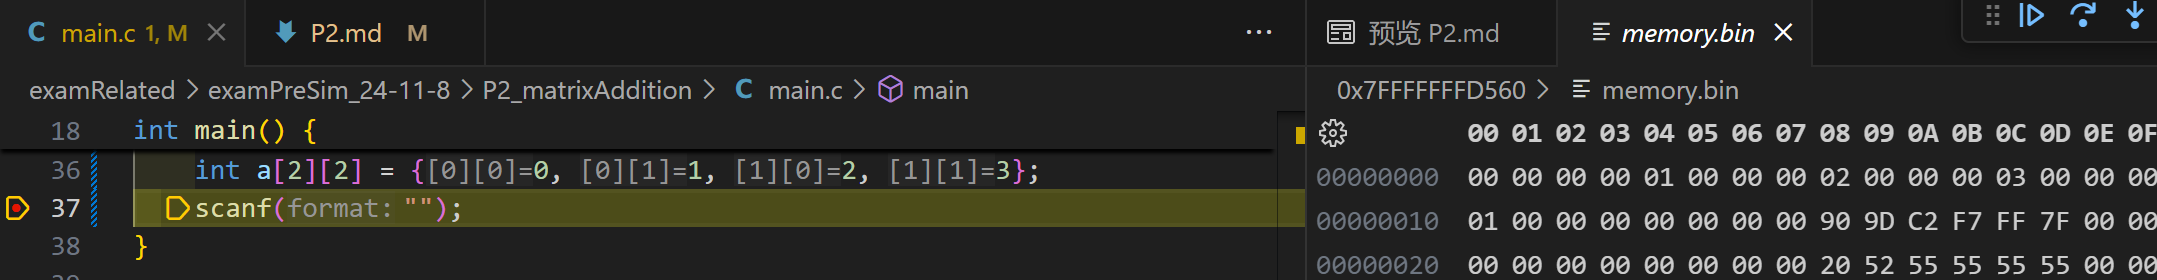 main.c 1, M
P2.md M
预览 P2.md
memory.bin
examRelated > examPreSim_24-11-8 > P2_matrixAddition > C main.c > main
0x7FFFFFFFD560 > memory.bin
18 int main() {
36 int a[2][2] = {[0][0]=0, [0][1]=1, [1][0]=2, [1][1]=3};
37 scanf(format: "");
38 }
00 01 02 03 04 05 06 07 08 09 0A 0B 0C 0D 0E 0F
00000000 00 00 00 00 01 00 00 00 02 00 00 00 03 00 00 00
00000010 01 00 00 00 00 00 00 00 90 9D C2 F7 FF 7F 00 00
00000020 00 00 00 00 00 00 00 00 20 52 55 55 55 55 00 00